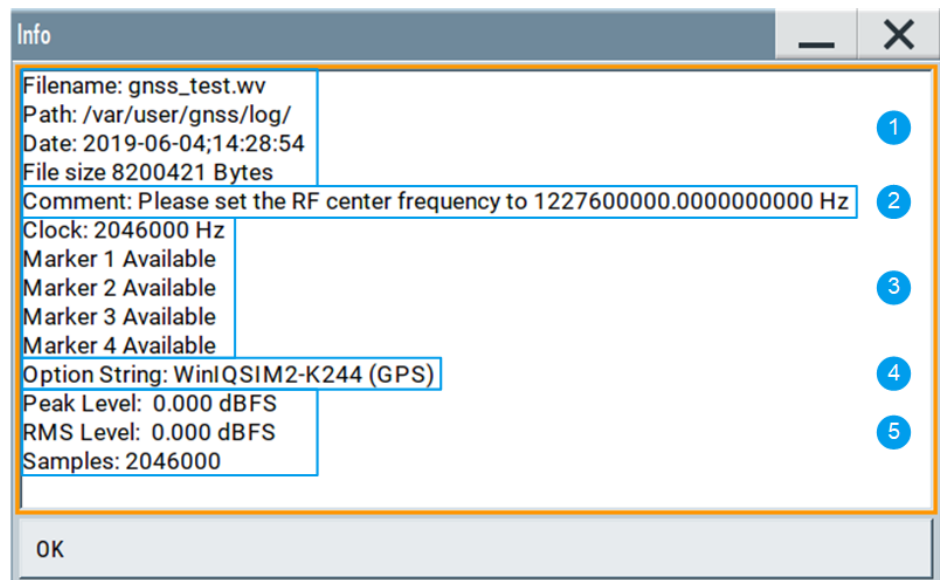 Info
Filename: gnss_test.wv
Path: /var/user/gnss/log/
Date: 2019-06-04;14:28:54
File size 8200421 Bytes
1
Comment: Please set the RF center frequency to 1227600000.0000000000 Hz
2
Clock: 2046000 Hz
Marker 1 Available
Marker 2 Available
Marker 3 Available
Marker 4 Available
3
Option String: WinIQSIM2-K244 (GPS)
4
Peak Level: 0.000 dBFS
RMS Level: 0.000 dBFS
Samples: 2046000
5
OK